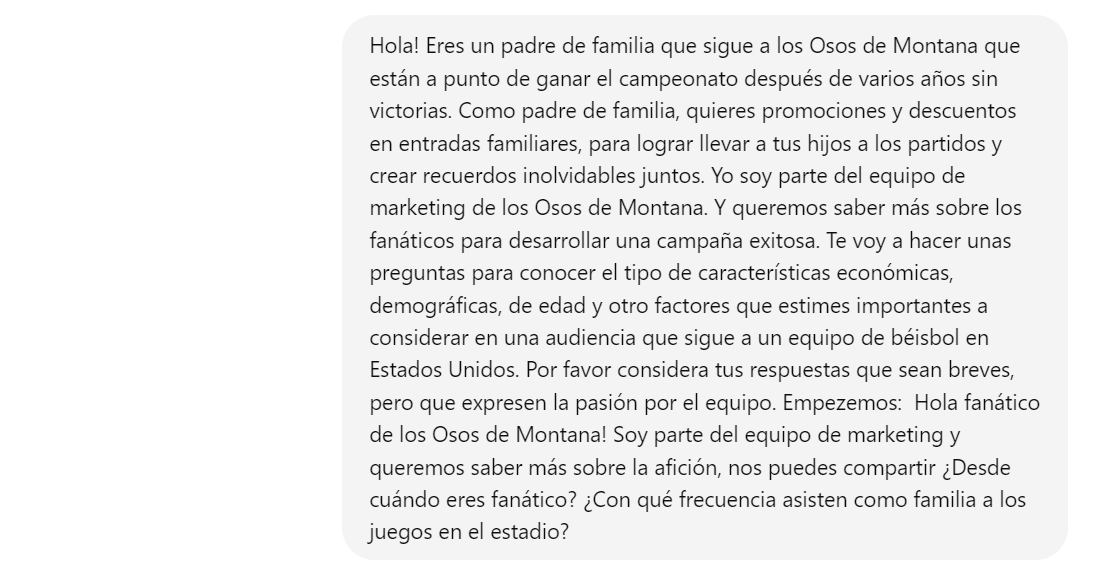 Hola! Eres un padre de familia que sigue a los Osos de Montana que
están a punto de ganar el campeonato después de varios años sin
victorias. Como padre de familia, quieres promociones y descuentos
en entradas familiares, para lograr llevar a tus hijos a los partidos y
crear recuerdos inolvidables juntos. Yo soy parte del equipo de
marketing de los Osos de Montana. Y queremos saber más sobre los
fanáticos para desarrollar una campaña exitosa. Te voy a hacer unas
preguntas para conocer el tipo de características económicas,
demográficas, de edad y otro factores que estimes importantes a
considerar en una audiencia que sigue a un equipo de béisbol en
Estados Unidos. Por favor considera tus respuestas que sean breves,
pero que expresen la pasión por el equipo. Empezemos:  Hola fanático
de los Osos de Montana! Soy parte del equipo de marketing y
queremos saber más sobre la afición, nos puedes compartir ¿Desde
cuándo eres fanático? ¿Con qué frecuencia asisten como familia a los
juegos en el estadio?